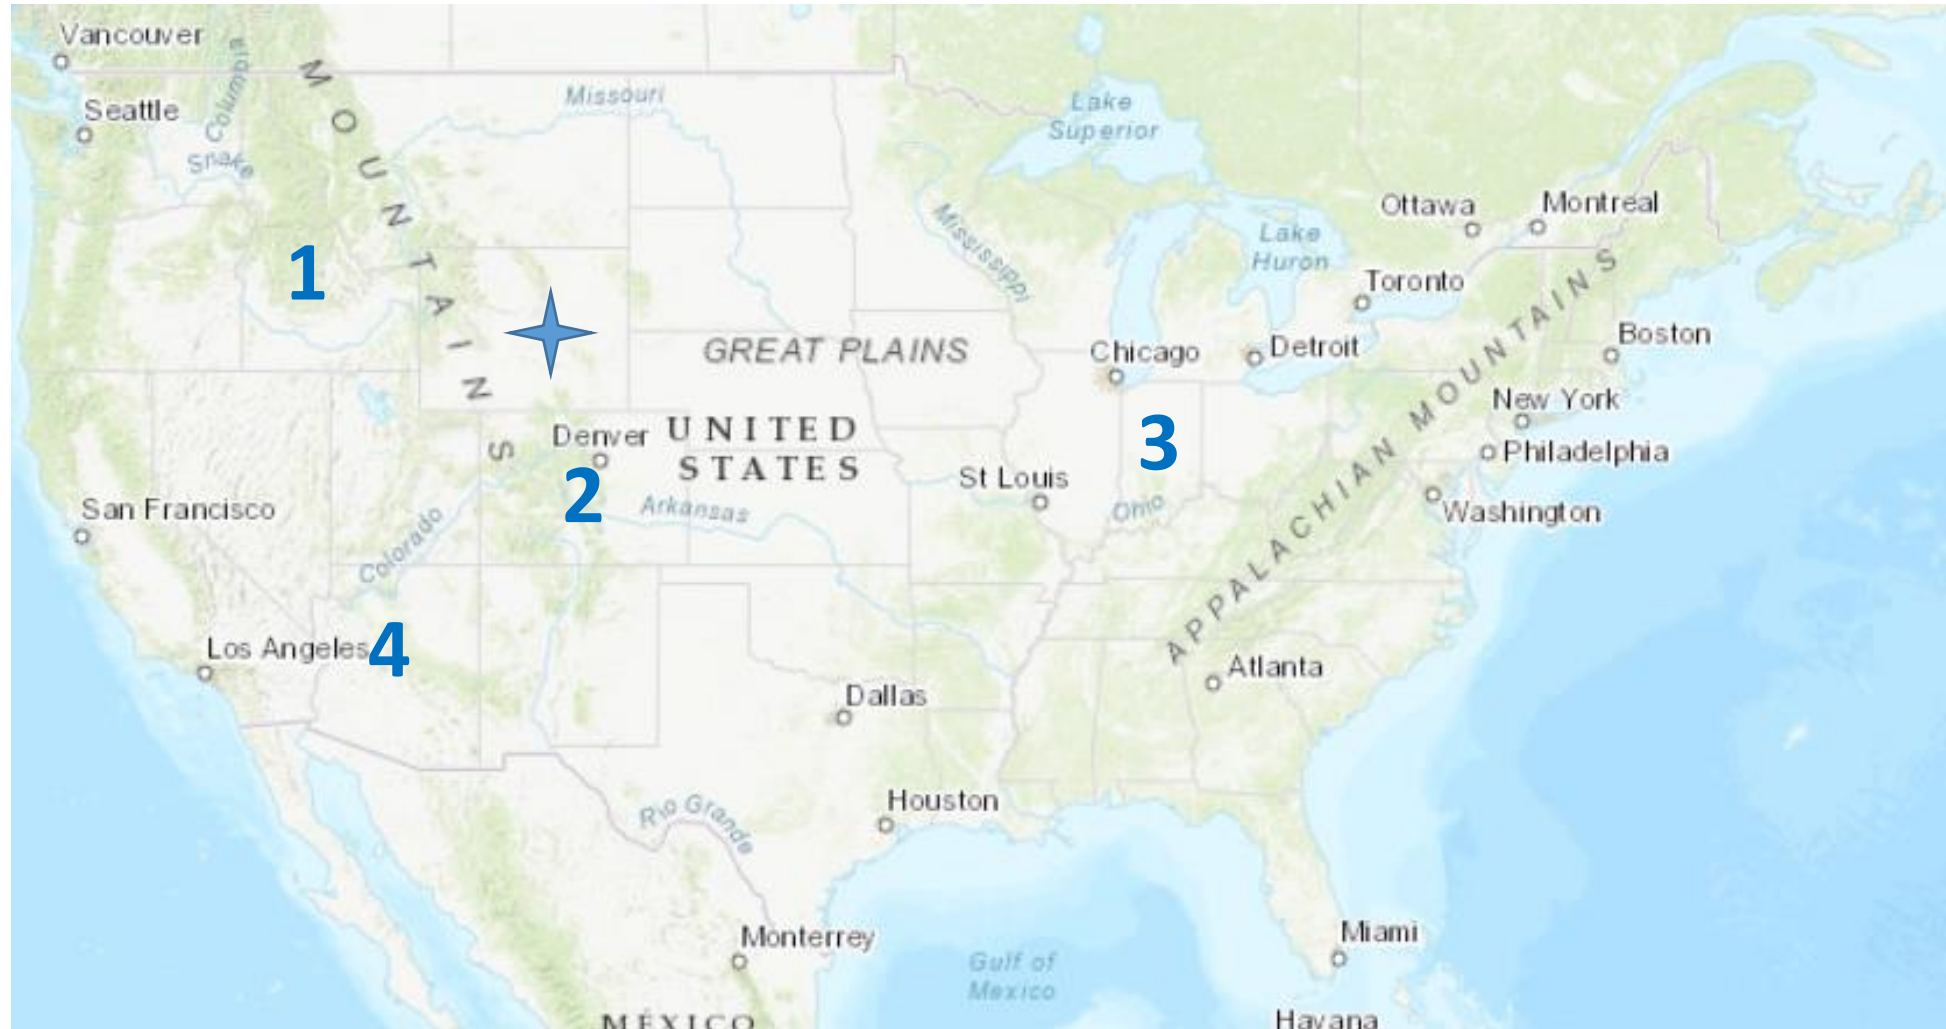 Vancouver
Seattle
Columbia
Snake
MOUNTAINS
Missouri
Lake
Superior
Mississippi
Ottawa
Montreal
Lake
Huron
Toronto
1
GREAT PLAINS
Chicago
Detroit
Boston
New York
APPALACHIAN MOUNTAINS
Denver
UNITED
STATES
3
Philadelphia
2
St Louis
San Francisco
Arkansas
Ohio
Washington
Colorado
Los Angeles
4
Atlanta
Dallas
Houston
Rio Grande
Monterrey
Miami
Gulf of
Mexico
MÉXICO
Havana